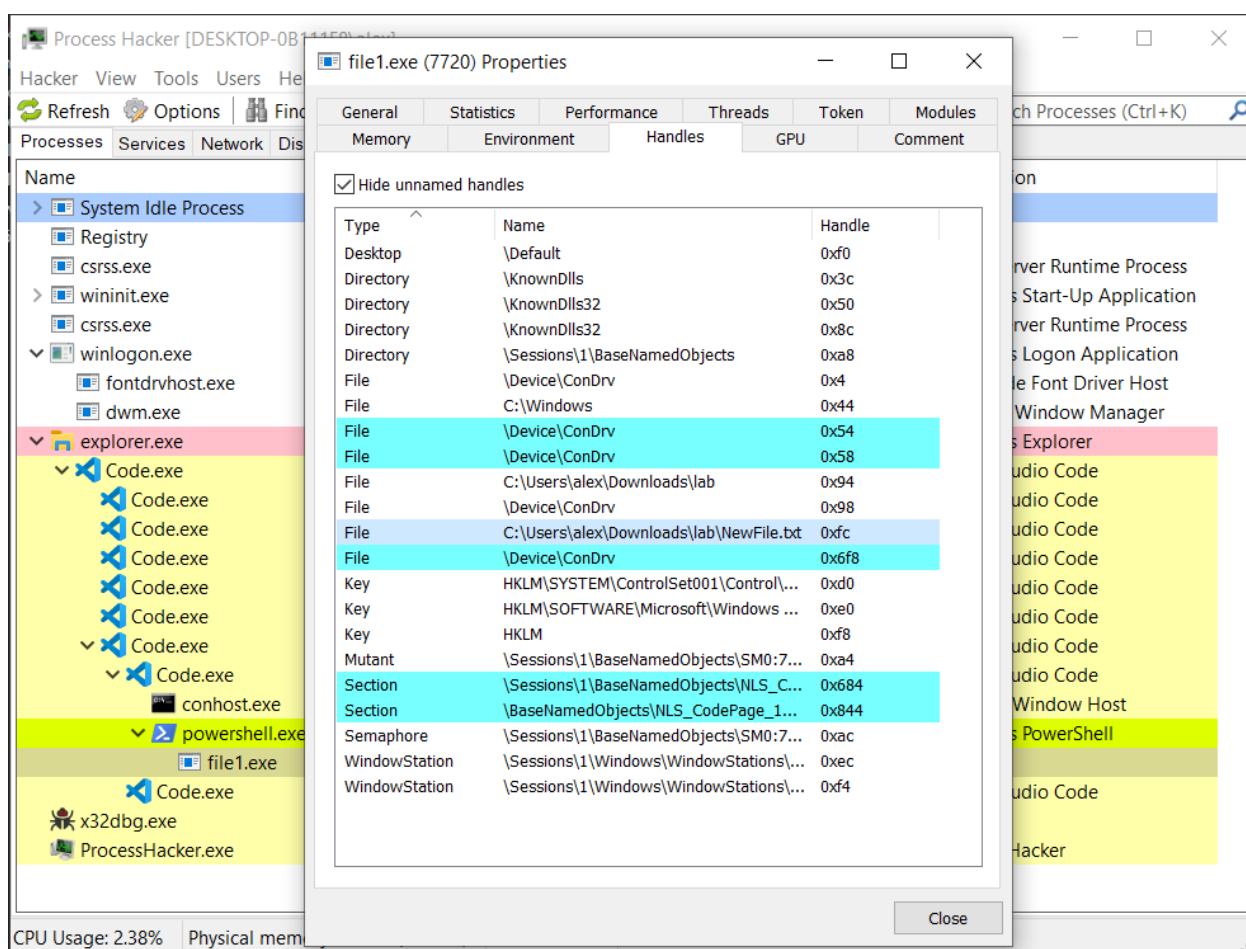 Process Hacker [DESKTOP-0B111F9\alex]
Hacker View Tools Users He
Refresh Options Find
ch Processes (Ctrl+K)
Processes Services Network Dis
Name
on
System Idle Process
Registry
csrss.exe
rver Runtime Process
wininit.exe
s Start-Up Application
csrss.exe
rver Runtime Process
winlogon.exe
s Logon Application
fontdrvhost.exe
le Font Driver Host
dwm.exe
Window Manager
explorer.exe
s Explorer
Code.exe
udio Code
Code.exe
udio Code
Code.exe
udio Code
Code.exe
udio Code
Code.exe
udio Code
Code.exe
udio Code
Code.exe
udio Code
Code.exe
udio Code
conhost.exe
Window Host
powershell.exe
s PowerShell
file1.exe
Code.exe
udio Code
x32dbg.exe
ProcessHacker.exe
Hacker
CPU Usage: 2.38% Physical mem
file1.exe (7720) Properties
General Statistics Performance Threads Token Modules
Memory Environment Handles GPU Comment
Hide unnamed handles
Type Name Handle
Desktop \Default 0xf0
Directory \KnownDlls 0x3c
Directory \KnownDlls32 0x50
Directory \KnownDlls32 0x8c
Directory \Sessions\1\BaseNamedObjects 0xa8
File \Device\ConDrv 0x4
File C:\Windows 0x44
File \Device\ConDrv 0x54
File \Device\ConDrv 0x58
File C:\Users\alex\Downloads\lab 0x94
File \Device\ConDrv 0x98
File C:\Users\alex\Downloads\lab\NewFile.txt 0xfc
File \Device\ConDrv 0x6f8
Key HKLM\SYSTEM\ControlSet001\Control\... 0xd0
Key HKLM\SOFTWARE\Microsoft\Windows ... 0xe0
Key HKLM 0xf8
Mutant \Sessions\1\BaseNamedObjects\SM0:7... 0xa4
Section \Sessions\1\BaseNamedObjects\NLS_C... 0x684
Section \BaseNamedObjects\NLS_CodePage_1... 0x844
Semaphore \Sessions\1\BaseNamedObjects\SM0:7... 0xac
WindowStation \Sessions\1\Windows\WindowStations\... 0xec
WindowStation \Sessions\1\Windows\WindowStations\... 0xf4
Close